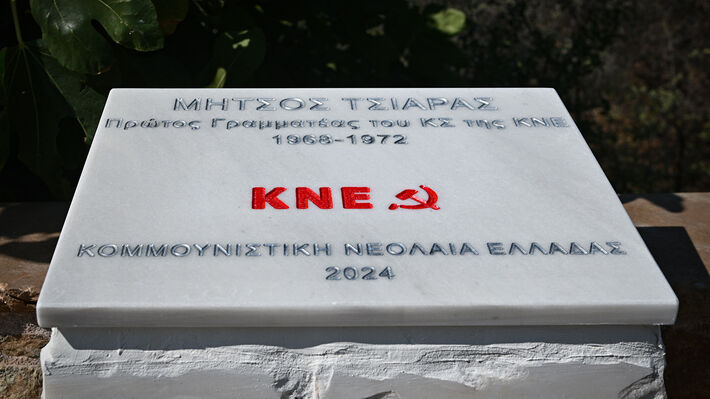 ΜΗΤΣΟΣ ΤΣΙΑΡΑΣ
Πρώτος Γραμματέας του ΚΣ της ΚΝΕ
1968-1972
ΚΝΕ
ΚΟΜΜΟΥΝΙΣΤΙΚΗ ΝΕΟΛΑΙΑ ΕΛΛΑΔΑΣ
2024